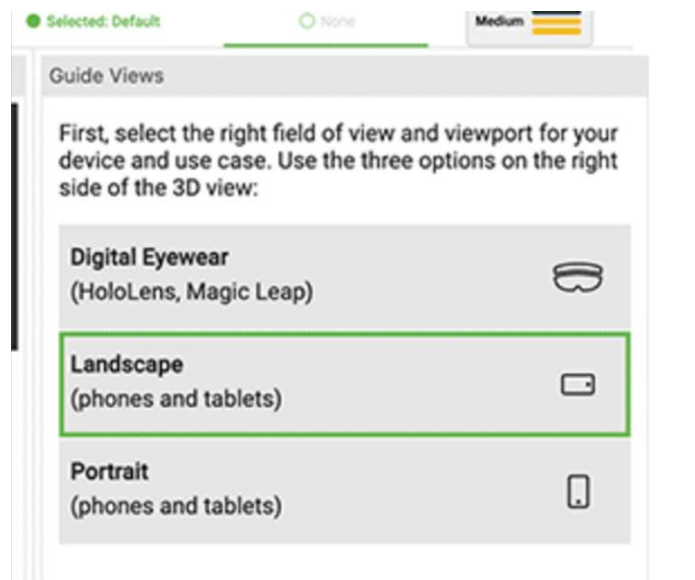 Selected: Default
None
Medium
Guide Views
First, select the right field of view and viewport for your
device and use case. Use the three options on the right
side of the 3D view:
Digital Eyewear
(HoloLens, Magic Leap)
Landscape
(phones and tablets)
Portrait
(phones and tablets)